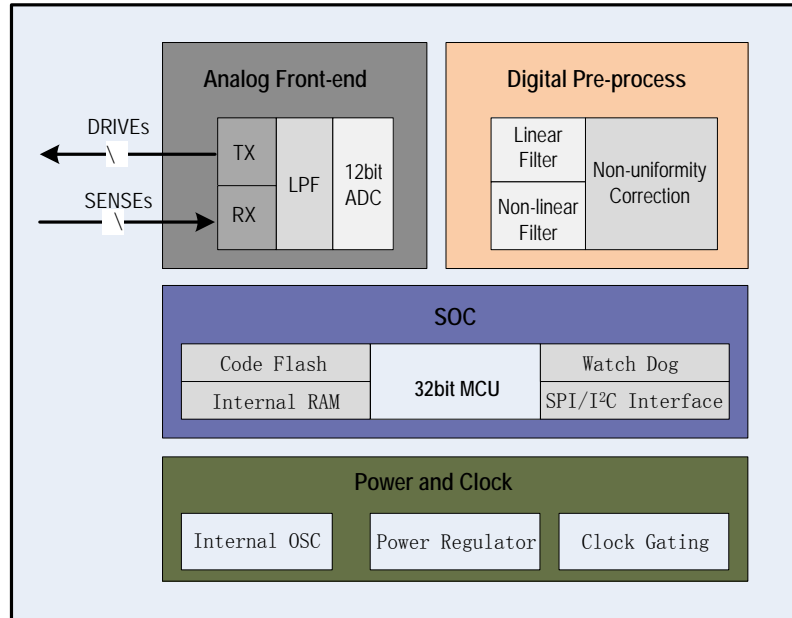 Analog Front-end
Digital Pre-process
DRIVEs
SENSEs
TX
RX
LPF
12bit
ADC
Linear
Filter
Non-linear
Filter
Non-uniformity
Correction
SOC
Code Flash
Internal RAM
32bit MCU
Watch Dog
SPI/I²C Interface
Power and Clock
Internal OSC
Power Regulator
Clock Gating